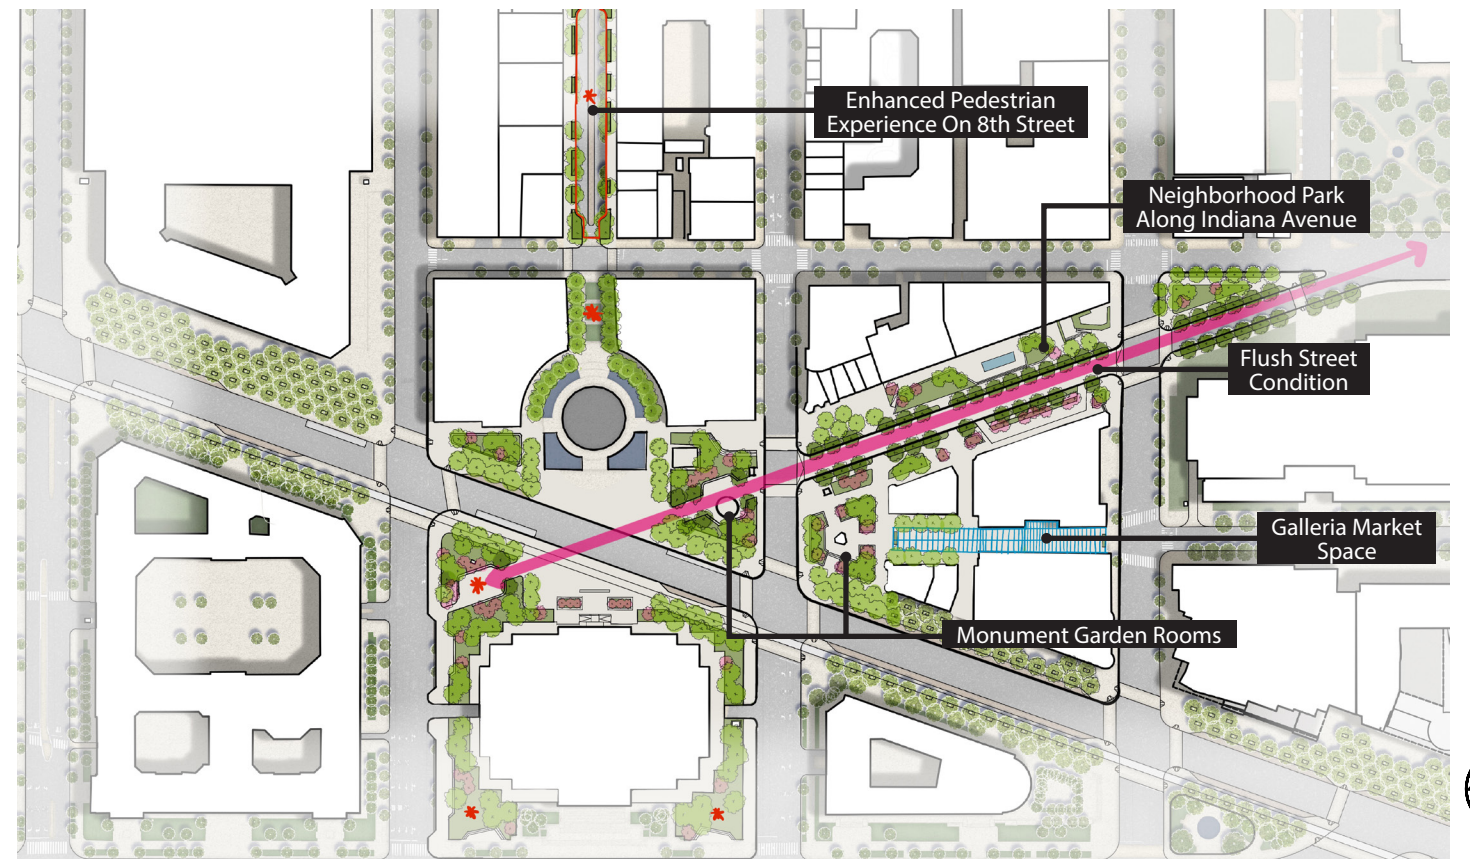 Enhanced Pedestrian
Experience On 8th Street
Neighborhood Park
Along Indiana Avenue
Flush Street
Condition
Galleria Market
Space
Monument Garden Rooms